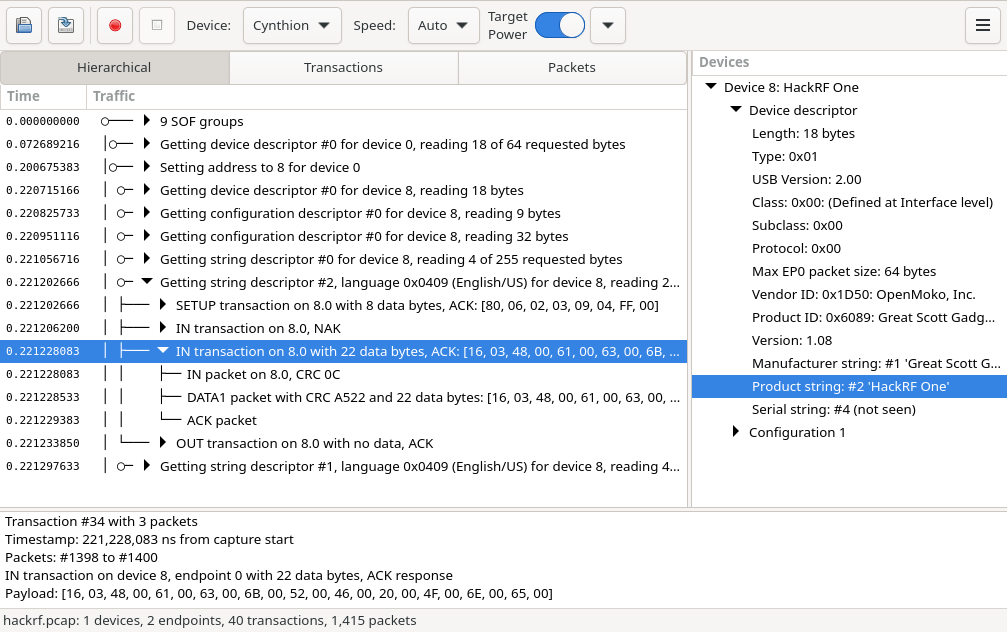 Device: Cynthion Speed: Auto Target Power
Hierarchical Transactions Packets
Time Traffic
0.000000000 9 SOF groups
0.072689216 Getting device descriptor #0 for device 0, reading 18 of 64 requested bytes
0.200675383 Setting address to 8 for device 0
0.220715166 Getting device descriptor #0 for device 8, reading 18 bytes
0.220825733 Getting configuration descriptor #0 for device 8, reading 9 bytes
0.220951116 Getting configuration descriptor #0 for device 8, reading 32 bytes
0.221056716 Getting string descriptor #0 for device 8, reading 4 of 255 requested bytes
0.221202666 Getting string descriptor #2, language 0x0409 (English/US) for device 8, reading 2...
0.221202666 SETUP transaction on 8.0 with 8 data bytes, ACK: [80, 06, 02, 03, 09, 04, FF, 00]
0.221206200 IN transaction on 8.0, NAK
0.221228083 IN transaction on 8.0 with 22 data bytes, ACK: [16, 03, 48, 00, 61, 00, 63, 00, 6B, ...
0.221228083 IN packet on 8.0, CRC 0C
0.221228533 DATA1 packet with CRC A522 and 22 data bytes: [16, 03, 48, 00, 61, 00, 63, 00, ...
0.221229383 ACK packet
0.221233850 OUT transaction on 8.0 with no data, ACK
0.221297633 Getting string descriptor #1, language 0x0409 (English/US) for device 8, reading 4...
Devices
Device 8: HackRF One
Device descriptor
Length: 18 bytes
Type: 0x01
USB Version: 2.00
Class: 0x00: (Defined at Interface level)
Subclass: 0x00
Protocol: 0x00
Max EP0 packet size: 64 bytes
Vendor ID: 0x1D50: OpenMoko, Inc.
Product ID: 0x6089: Great Scott Gadg...
Version: 1.08
Manufacturer string: #1 'Great Scott G...
Product string: #2 'HackRF One'
Serial string: #4 (not seen)
Configuration 1
Transaction #34 with 3 packets
Timestamp: 221,228,083 ns from capture start
Packets: #1398 to #1400
IN transaction on device 8, endpoint 0 with 22 data bytes, ACK response
Payload: [16, 03, 48, 00, 61, 00, 63, 00, 6B, 00, 52, 00, 46, 00, 20, 00, 4F, 00, 6E, 00, 65, 00]
hackrf.pcap: 1 devices, 2 endpoints, 40 transactions, 1,415 packets